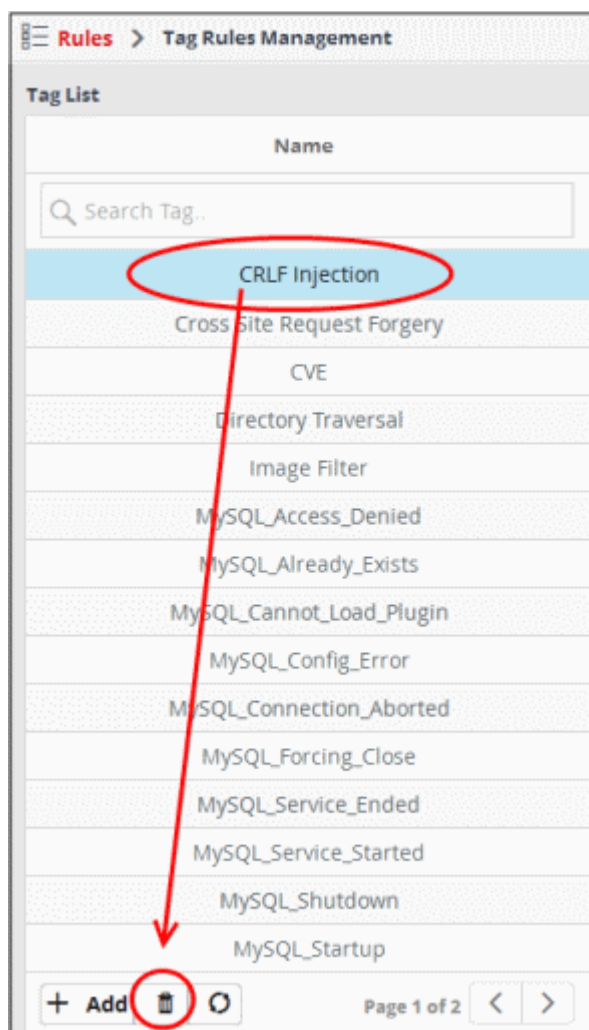 Rules > Tag Rules Management
Tag List
Name
Search Tag..
CRLF Injection
Cross Site Request Forgery
CVE
Directory Traversal
Image Filter
MySQL_Access_Denied
MySQL_Already_Exists
MySQL_Cannot_Load_Plugin
MySQL_Config_Error
MySQL_Connection_Aborted
MySQL_Forcing_Close
MySQL_Service_Ended
MySQL_Service_Started
MySQL_Shutdown
MySQL_Startup
+ Add Page 1 of 2 < >